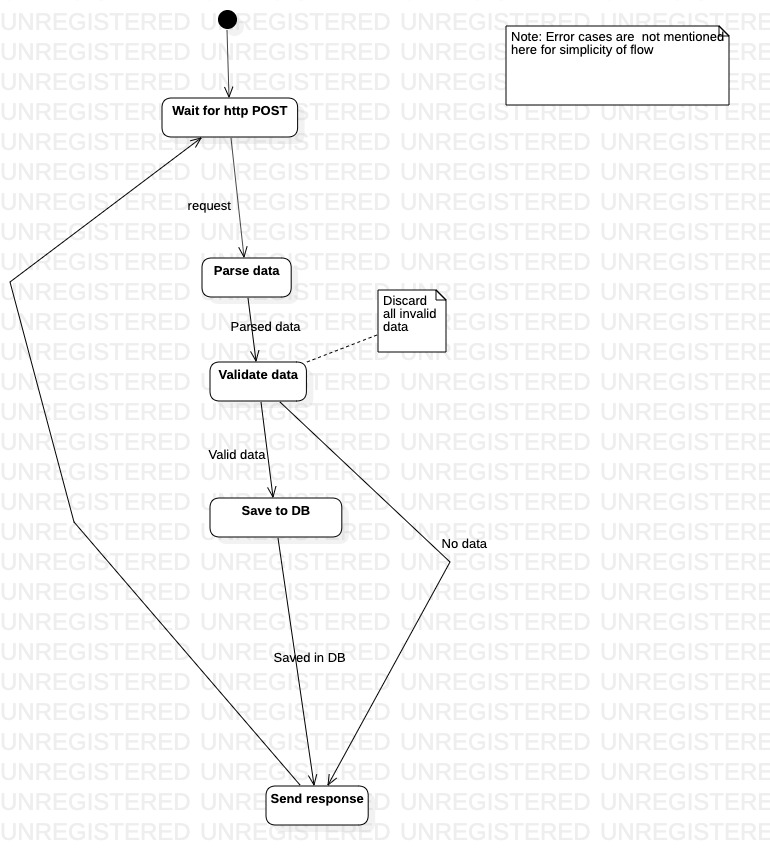 Note: Error cases are  not mentioned
here for simplicity of flow
Wait for http POST
request
Parse data
Discard
all invalid
data
Parsed data
Validate data
Valid data
Save to DB
No data
Saved in DB
Send response
UNREGISTERED